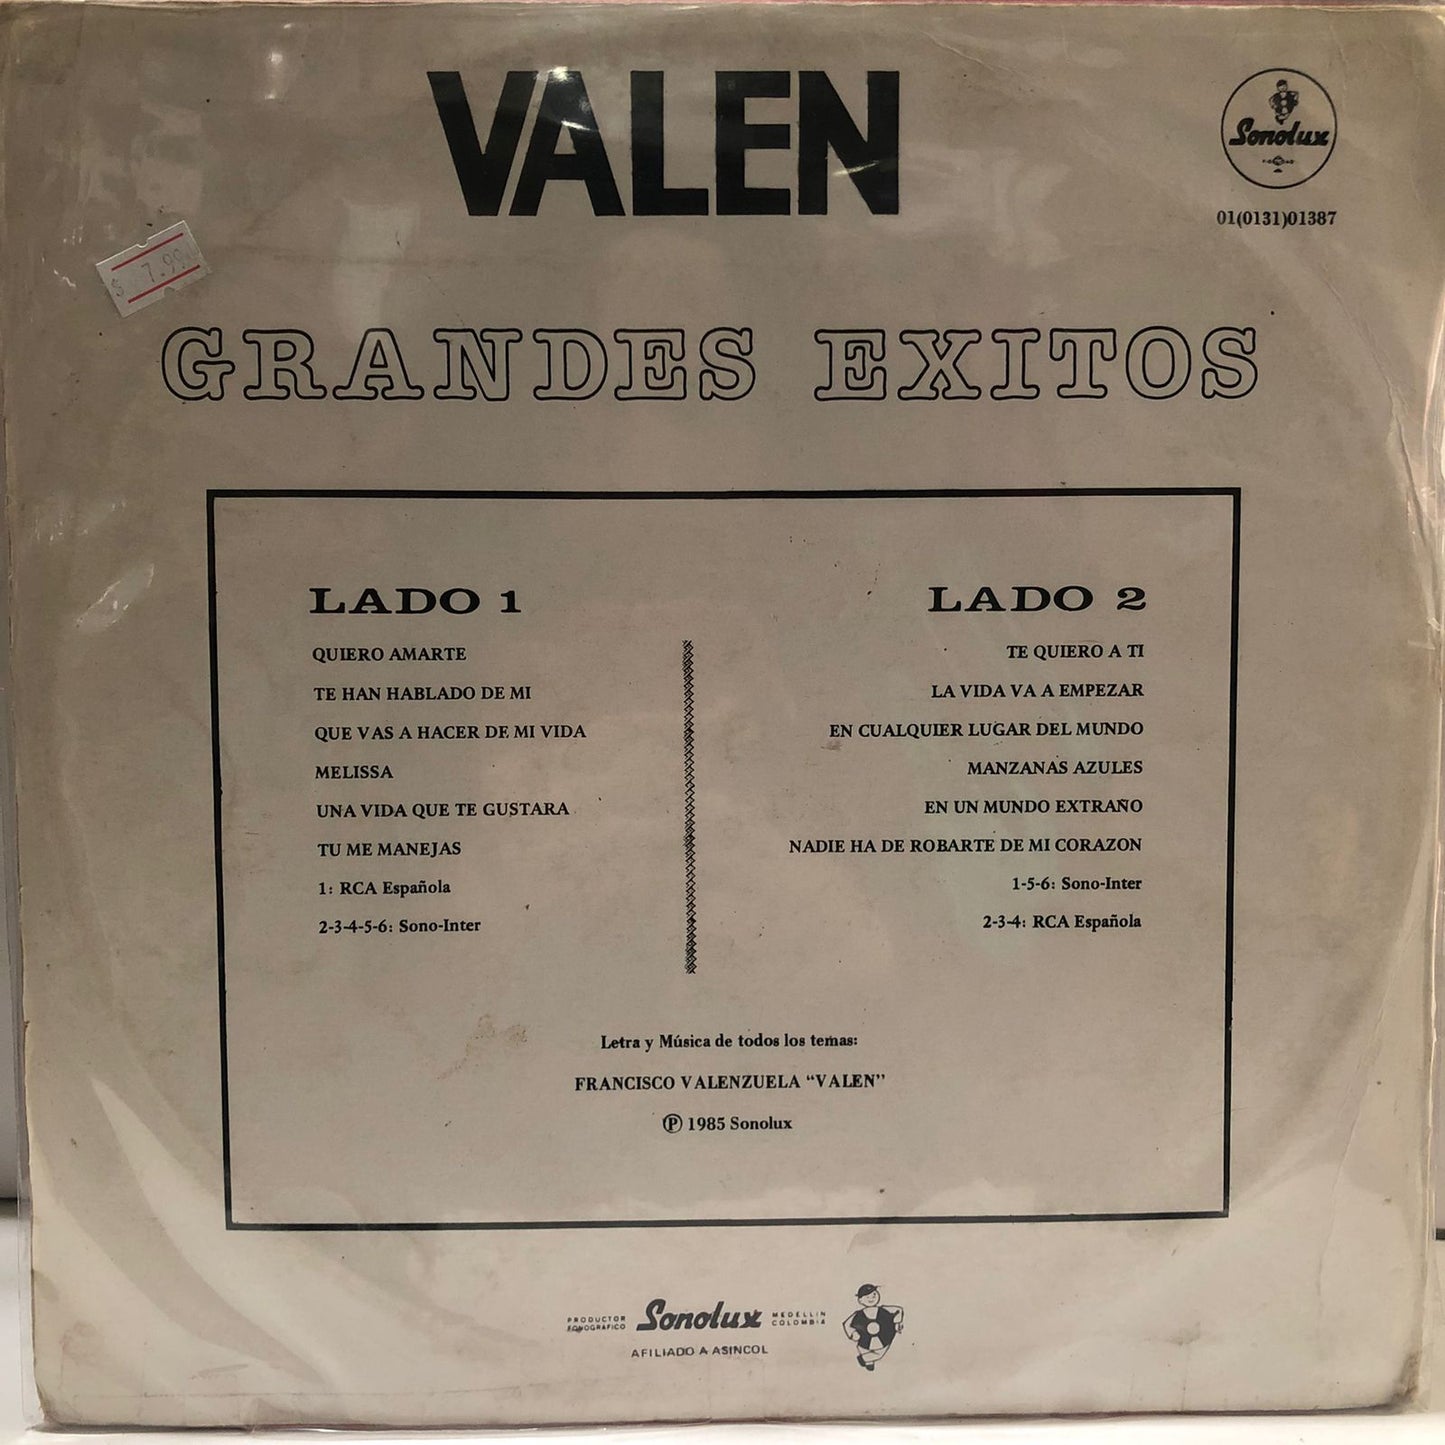 VALEN
Sonolux
01(0131)01387
$ 7.99
GRANDES EXITOS
LADO 1
QUIERO AMARTE
TE HAN HABLADO DE MI
QUE VAS A HACER DE MI VIDA
MELISSA
UNA VIDA QUE TE GUSTARA
TU ME MANEJAS
1: RCA Española
2-3-4-5-6: Sono-Inter
LADO 2
TE QUIERO A TI
LA VIDA VA A EMPEZAR
EN CUALQUIER LUGAR DEL MUNDO
MANZANAS AZULES
EN UN MUNDO EXTRAÑO
NADIE HA DE ROBARTE DE MI CORAZON
1-5-6: Sono-Inter
2-3-4: RCA Española
Letra y Música de todos los temas:
FRANCISCO VALENZUELA “VALEN”
Ⓟ 1985 Sonolux
PRODUCTOR
FONOGRAFICO
Sonolux
MEDELLIN
COLOMBIA
AFILIADO A ASINCOL